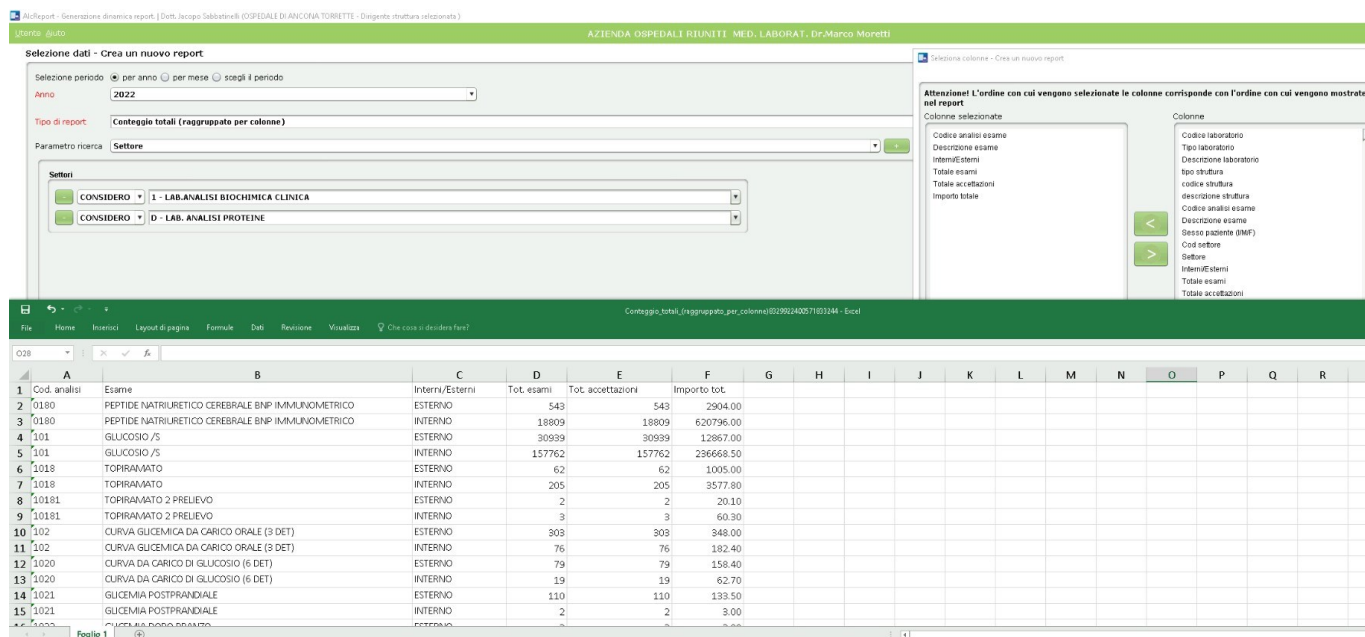 AlcReport - Generazione dinamica report. | Dott. Jacopo Sabbatinelli (OSPEDALE DI ANCONA TORRETTE - Dirigente struttura selezionata )
Utente Aiuto
AZIENDA OSPEDALI RIUNITI MED. LABORAT. Dr.Marco Moretti
Selezione dati - Crea un nuovo report
Selezione periodo per anno per mese scegli il periodo
Anno 2022
Tipo di report Conteggio totali (raggruppato per colonne)
Parametro ricerca Settore +
Settori
- CONSIDERO 1 - LAB.ANALISI BIOCHIMICA CLINICA
- CONSIDERO D - LAB. ANALISI PROTEINE
Seleziona colonne - Crea un nuovo report
Attenzione! L'ordine con cui vengono selezionate le colonne corrisponde con l'ordine con cui vengono mostrate
nel report
Colonne selezionate
Codice analisi esame
Descrizione esame
Interni/Esterni
Totale esami
Totale accettazioni
Importo totale
<
>
Colonne
Codice laboratorio
Tipo laboratorio
Descrizione laboratorio
tipo struttura
codice struttura
descrizione struttura
Codice analisi esame
Descrizione esame
Sesso paziente (I/M/F)
Cod settore
Settore
Interni/Esterni
Totale esami
Totale accettazioni
Conteggio_totali_(raggruppato_per_colonne)8329922400571833244 - Excel
File Home Inserisci Layout di pagina Formule Dati Revisione Visualizza Che cosa si desidera fare?
O28 fx
A B C D E F G H I J K L M N O P Q R
1 Cod. analisi Esame Interni/Esterni Tot. esami Tot. accettazioni Importo tot.
2 0180 PEPTIDE NATRIURETICO CEREBRALE BNP IMMUNOMETRICO ESTERNO 543 543 2904.00
3 0180 PEPTIDE NATRIURETICO CEREBRALE BNP IMMUNOMETRICO INTERNO 18809 18809 620796.00
4 101 GLUCOSIO /S ESTERNO 30939 30939 12867.00
5 101 GLUCOSIO /S INTERNO 157762 157762 236668.50
6 1018 TOPIRAMATO ESTERNO 62 62 1005.00
7 1018 TOPIRAMATO INTERNO 205 205 3577.80
8 10181 TOPIRAMATO 2 PRELIEVO ESTERNO 2 2 20.10
9 10181 TOPIRAMATO 2 PRELIEVO INTERNO 3 3 60.30
10 102 CURVA GLICEMICA DA CARICO ORALE (3 DET) ESTERNO 303 303 348.00
11 102 CURVA GLICEMICA DA CARICO ORALE (3 DET) INTERNO 76 76 182.40
12 1020 CURVA DA CARICO DI GLUCOSIO (6 DET) ESTERNO 79 79 158.40
13 1020 CURVA DA CARICO DI GLUCOSIO (6 DET) INTERNO 19 19 62.70
14 1021 GLICEMIA POSTPRANDIALE ESTERNO 110 110 133.50
15 1021 GLICEMIA POSTPRANDIALE INTERNO 2 2 3.00
Foglio 1